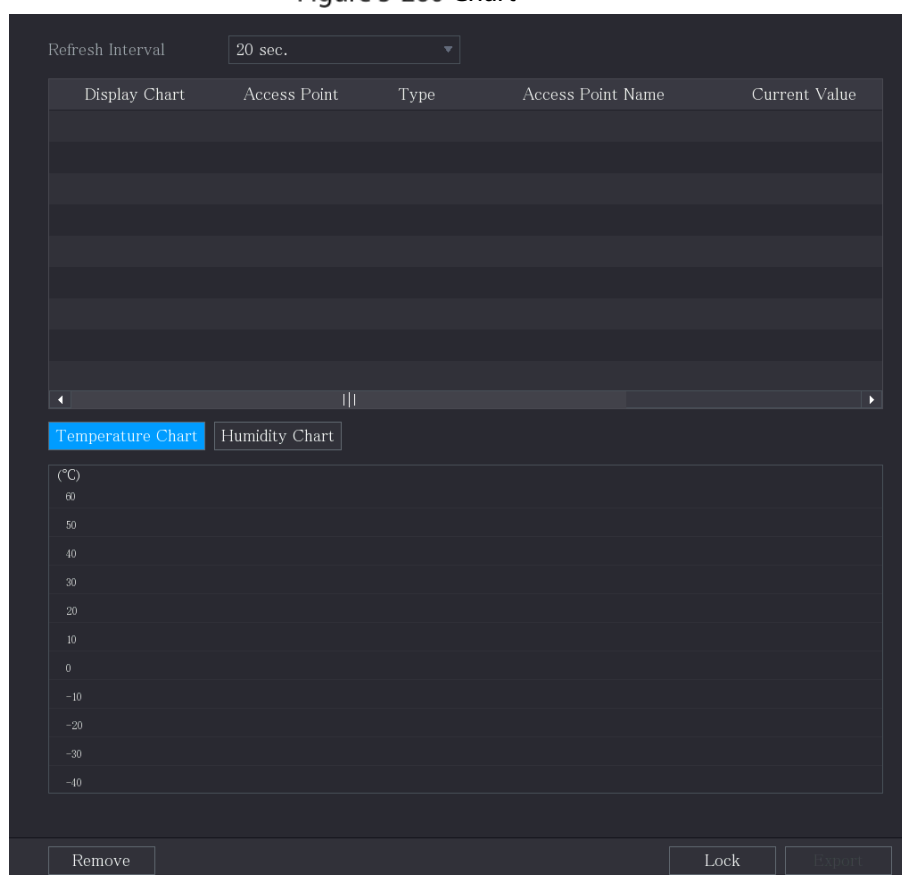 Chart
Refresh Interval 20 sec.
Display Chart Access Point Type Access Point Name Current Value
Temperature Chart Humidity Chart
(°C)
60
50
40
30
20
10
0
-10
-20
-30
-40
Remove Lock Export